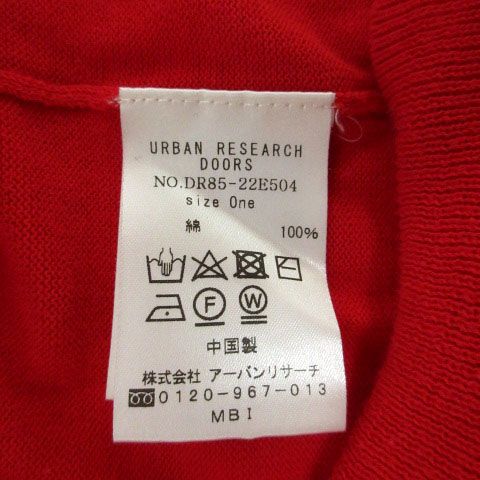 URBAN RESEARCH
DOORS
NO.DR85-22E504
size One
綿 100%
F W
中国製
株式会社 アーバンリサーチ
0120-967-013
MBI